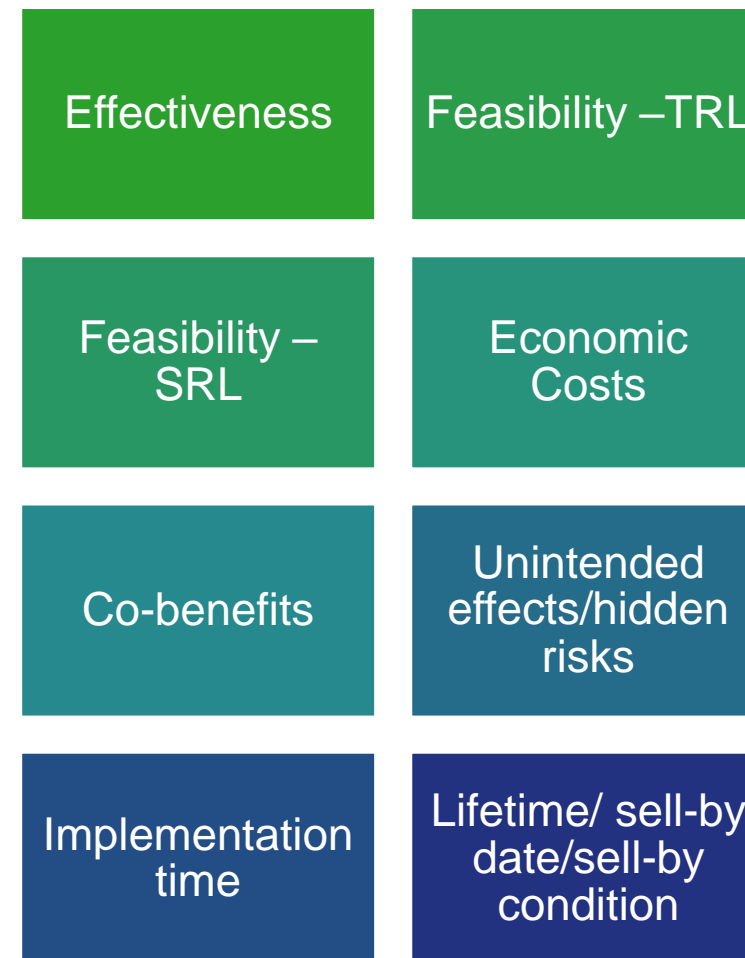 Effectiveness
Feasibility –TRL
Feasibility –
SRL
Economic
Costs
Co-benefits
Unintended
effects/hidden
risks
Implementation
time
Lifetime/ sell-by
date/sell-by
condition